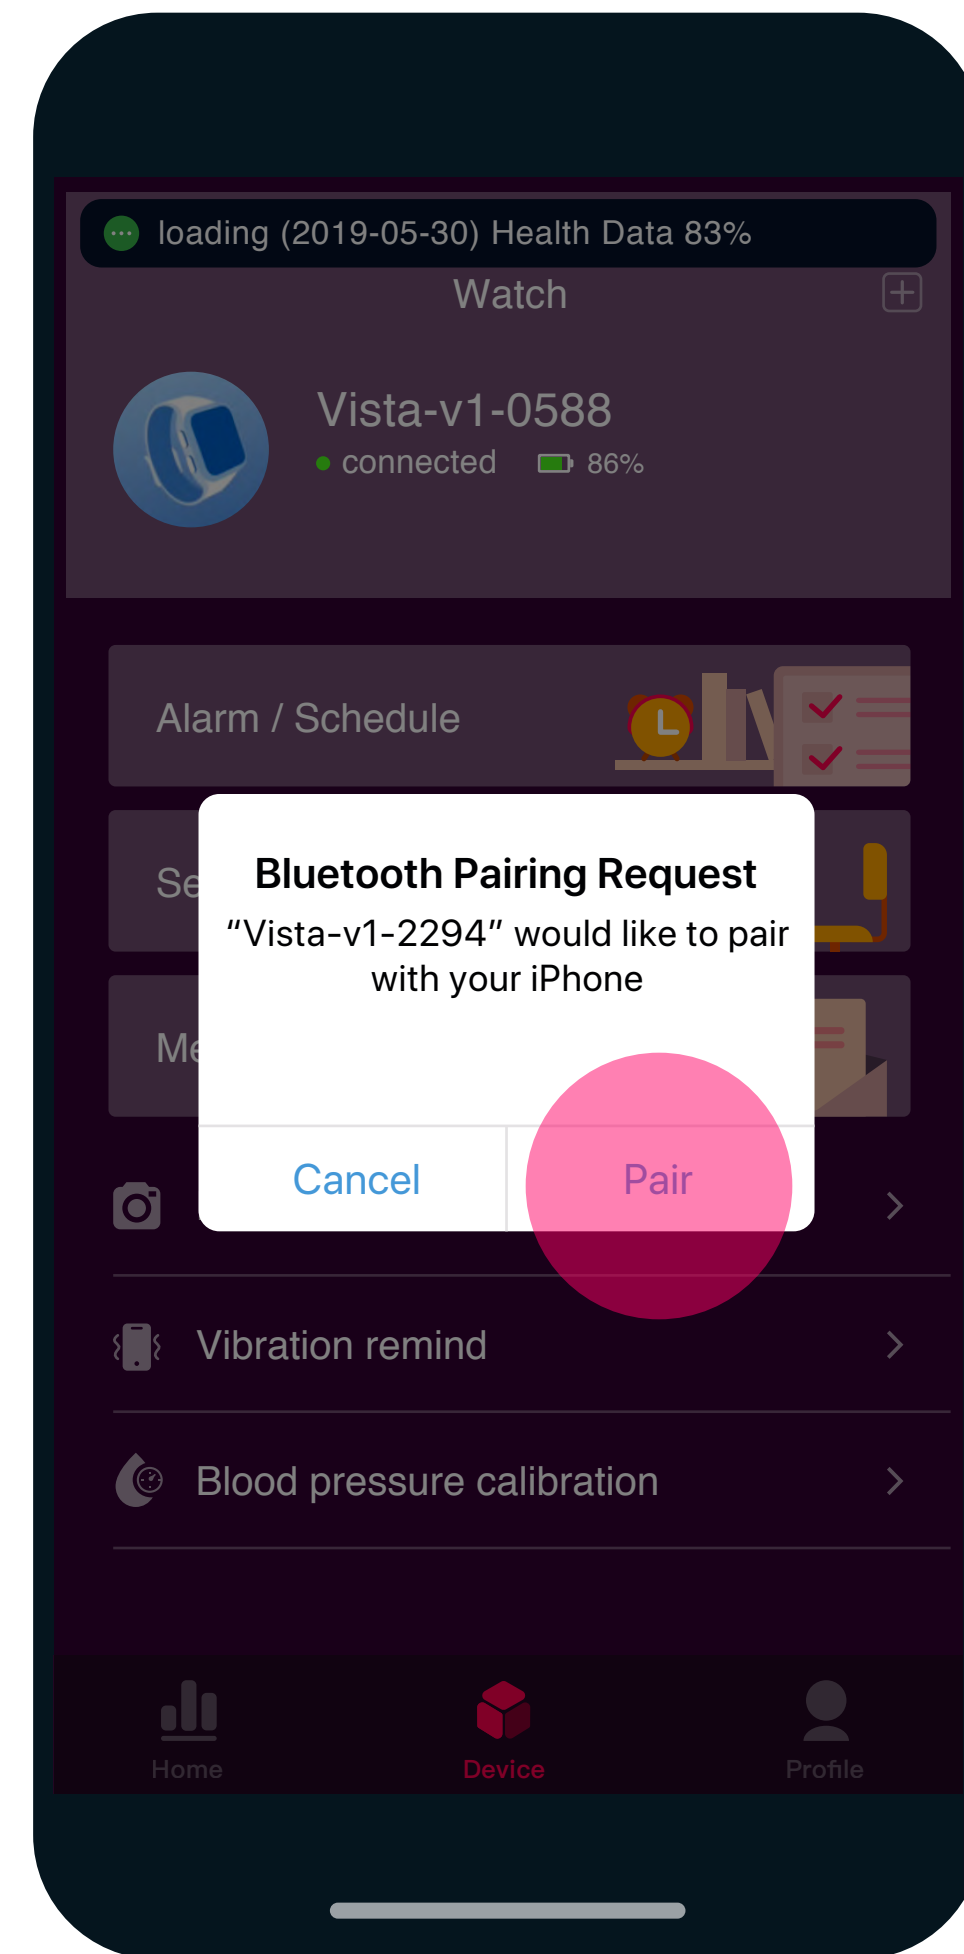 loading (2019-05-30) Health Data 83%
Watch
Vista-v1-0588
connected 86%
Alarm / Schedule
Se
Bluetooth Pairing Request
“Vista-v1-2294” would like to pair
with your iPhone
Me
Cancel Pair
Vibration remind
Blood pressure calibration
Home Device Profile